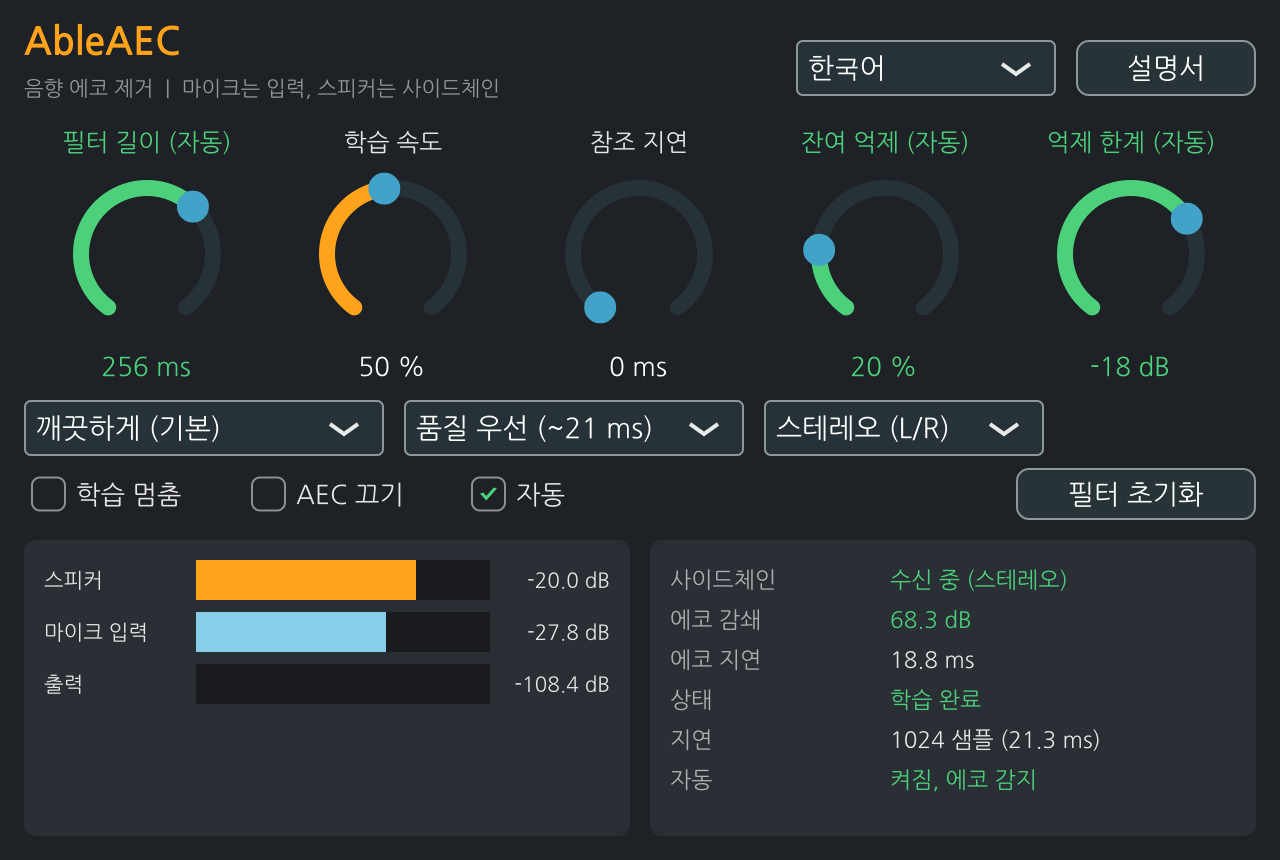 AbleAEC
음향 에코 제거 | 마이크는 입력, 스피커는 사이드체인
한국어
설명서
필터 길이 (자동)
학습 속도
참조 지연
잔여 억제 (자동)
억제 한계 (자동)
256 ms
50 %
0 ms
20 %
-18 dB
깨끗하게 (기본)
품질 우선 (~21 ms)
스테레오 (L/R)
학습 멈춤
AEC 끄기
자동
필터 초기화
스피커 -20.0 dB
마이크 입력 -27.8 dB
출력 -108.4 dB
사이드체인 수신 중 (스테레오)
에코 감쇄 68.3 dB
에코 지연 18.8 ms
상태 학습 완료
지연 1024 샘플 (21.3 ms)
자동 켜짐, 에코 감지